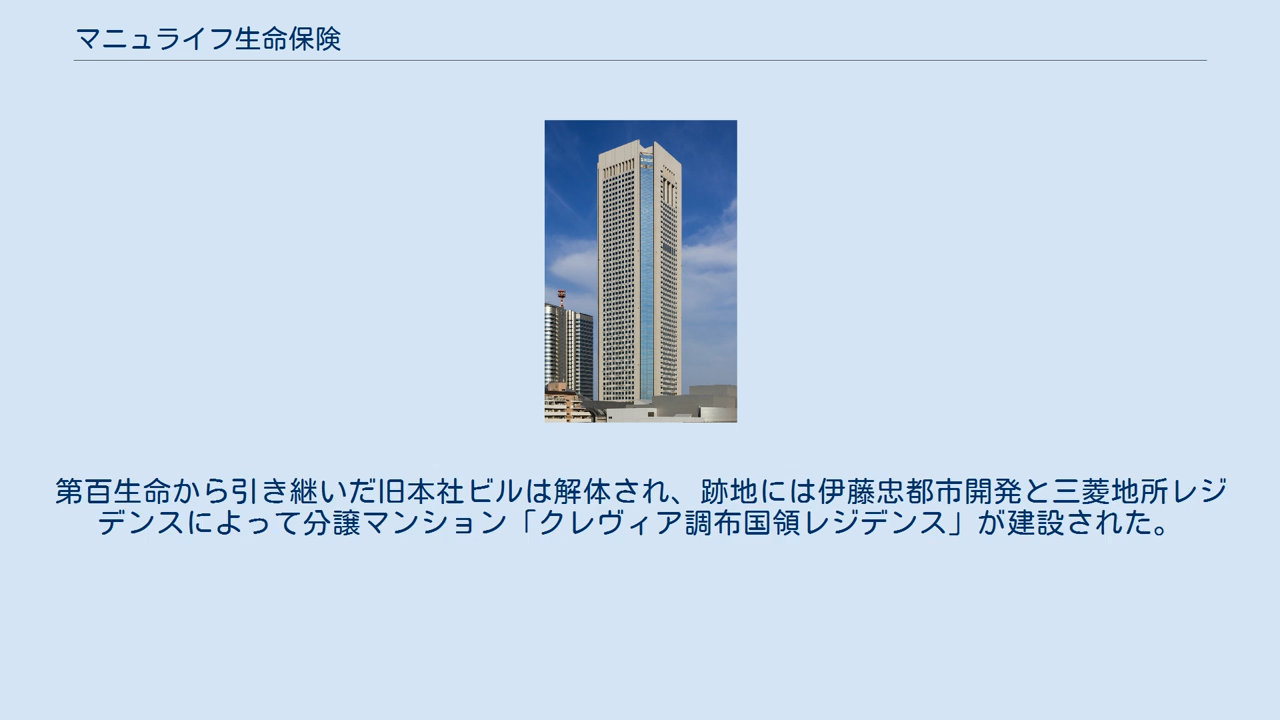 マニュライフ生命保険
第百生命から引き継いだ旧本社ビルは解体され、跡地には伊藤忠都市開発と三菱地所レジ
デンスによって分譲マンション「クレヴィア調布国領レジデンス」が建設された。